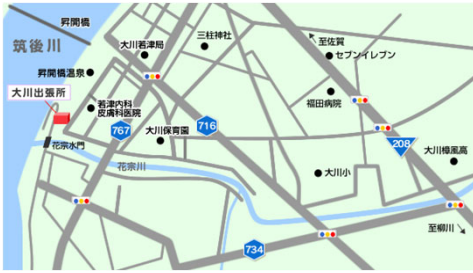 昇開橋
筑後川
大川若津局
三柱神社
至佐賀
セブンイレブン
昇開橋温泉
大川出張所
福田病院
若津内科
皮膚科医院
767
716
大川保育園
208
花宗水門
大川樟風高
花宗川
大川小
至柳川
734